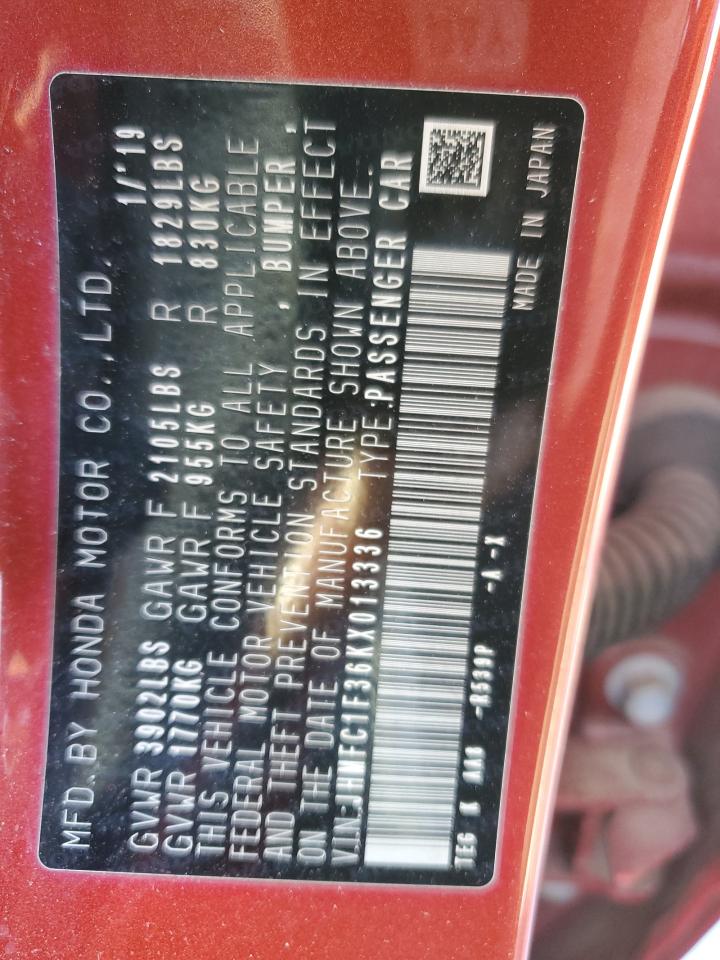 MFD. BY HONDA MOTOR CO., LTD. 1/'19
GVWR 3902LBS GAWR F 2105LBS R 1829LBS
GVWR 1770KG GAWR F 955KG R 830KG
THIS VEHICLE CONFORMS TO ALL APPLICABLE
FEDERAL MOTOR VEHICLE SAFETY , BUMPER ,
AND THEFT PREVENTION STANDARDS IN EFFECT
ON THE DATE OF MANUFACTURE SHOWN ABOVE.
V.I.N:JHMFC1F36KX013336 TYPE:PASSENGER CAR
-A -X
MADE IN JAPAN